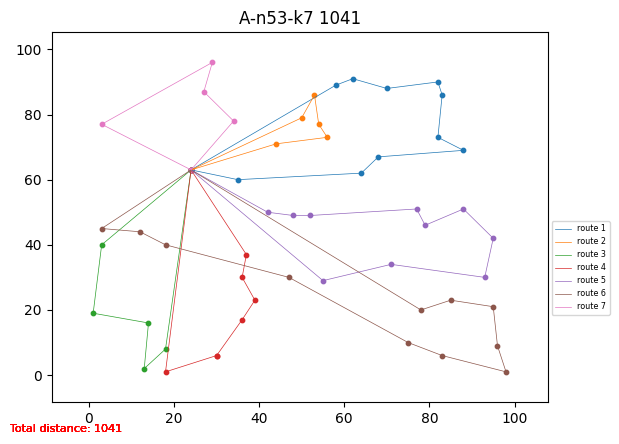 A-n53-k7 1041
100
80
60
40
20
0
0 20 40 60 80 100
route 1
route 2
route 3
route 4
route 5
route 6
route 7
Total distance: 1041